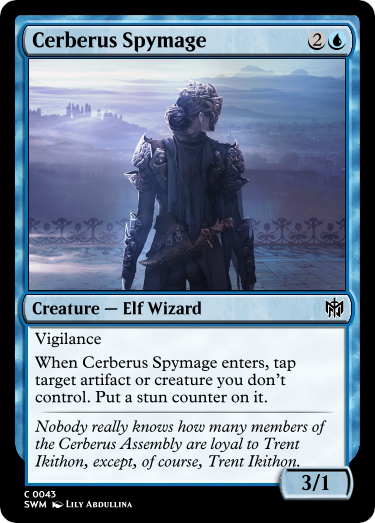 Cerberus Spymage 2
Creature — Elf Wizard
Vigilance
When Cerberus Spymage enters, tap
target artifact or creature you don't
control. Put a stun counter on it.
Nobody really knows how many members of
the Cerberus Assembly are loyal to Trent
Ikithon, except, of course, Trent Ikithon.
3/1
C 0043
SWM LILY ABDULLINA